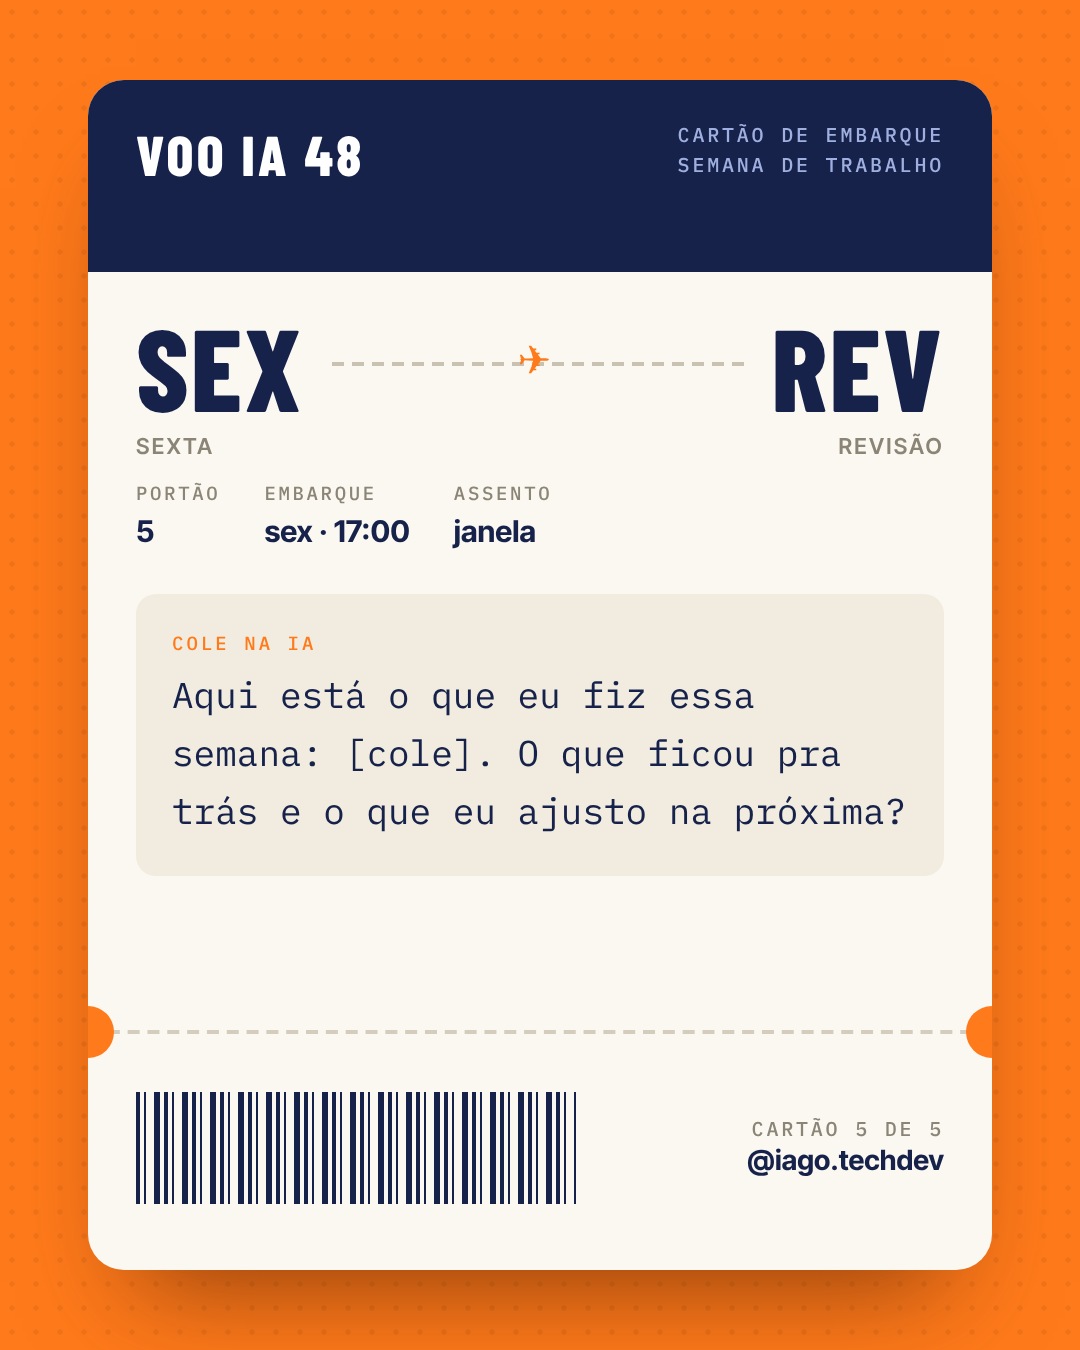 VOO IA 48
CARTÃO DE EMBARQUE
SEMANA DE TRABALHO
SEX
REV
SEXTA
REVISÃO
PORTÃO
5
EMBARQUE
sex · 17:00
ASSENTO
janela
COLE NA IA
Aqui está o que eu fiz essa
semana: [cole]. O que ficou pra
trás e o que eu ajusto na próxima?
CARTÃO 5 DE 5
@iago.techdev